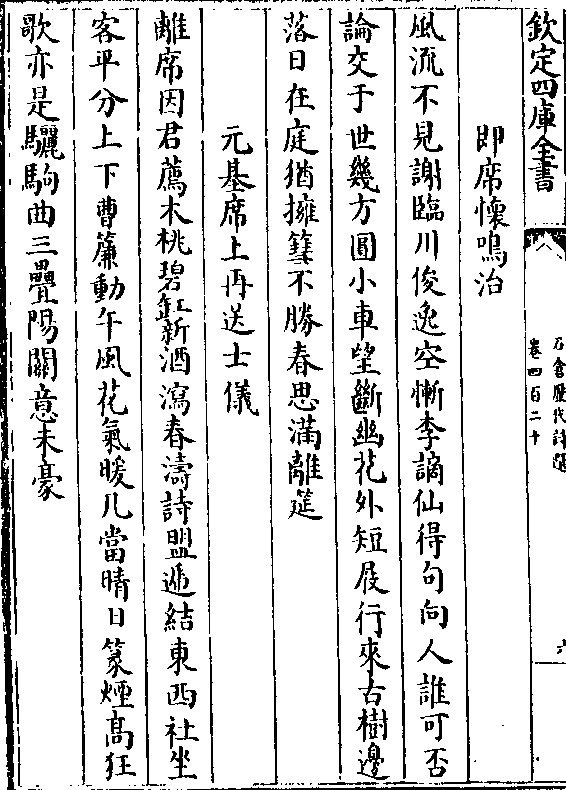 欽定四庫全書
石倉歷代詩選
卷四百二十
六
即席懷鳴治
風流不見謝臨川俊逸空慚李謫仙得句向人誰可否
論交于世幾方圓小車望斷幽花外短屐行來古樹邊
落日在庭猶擁篲不勝春思滿離筵
元基席上再送士儀
離席因君薦木桃碧缸新酒瀉春濤詩盟遞結東西社坐
客平分上下曹簾動午風花氣暖几當晴日篆煙高狂
歌亦是驪駒曲三疊陽關意未豪